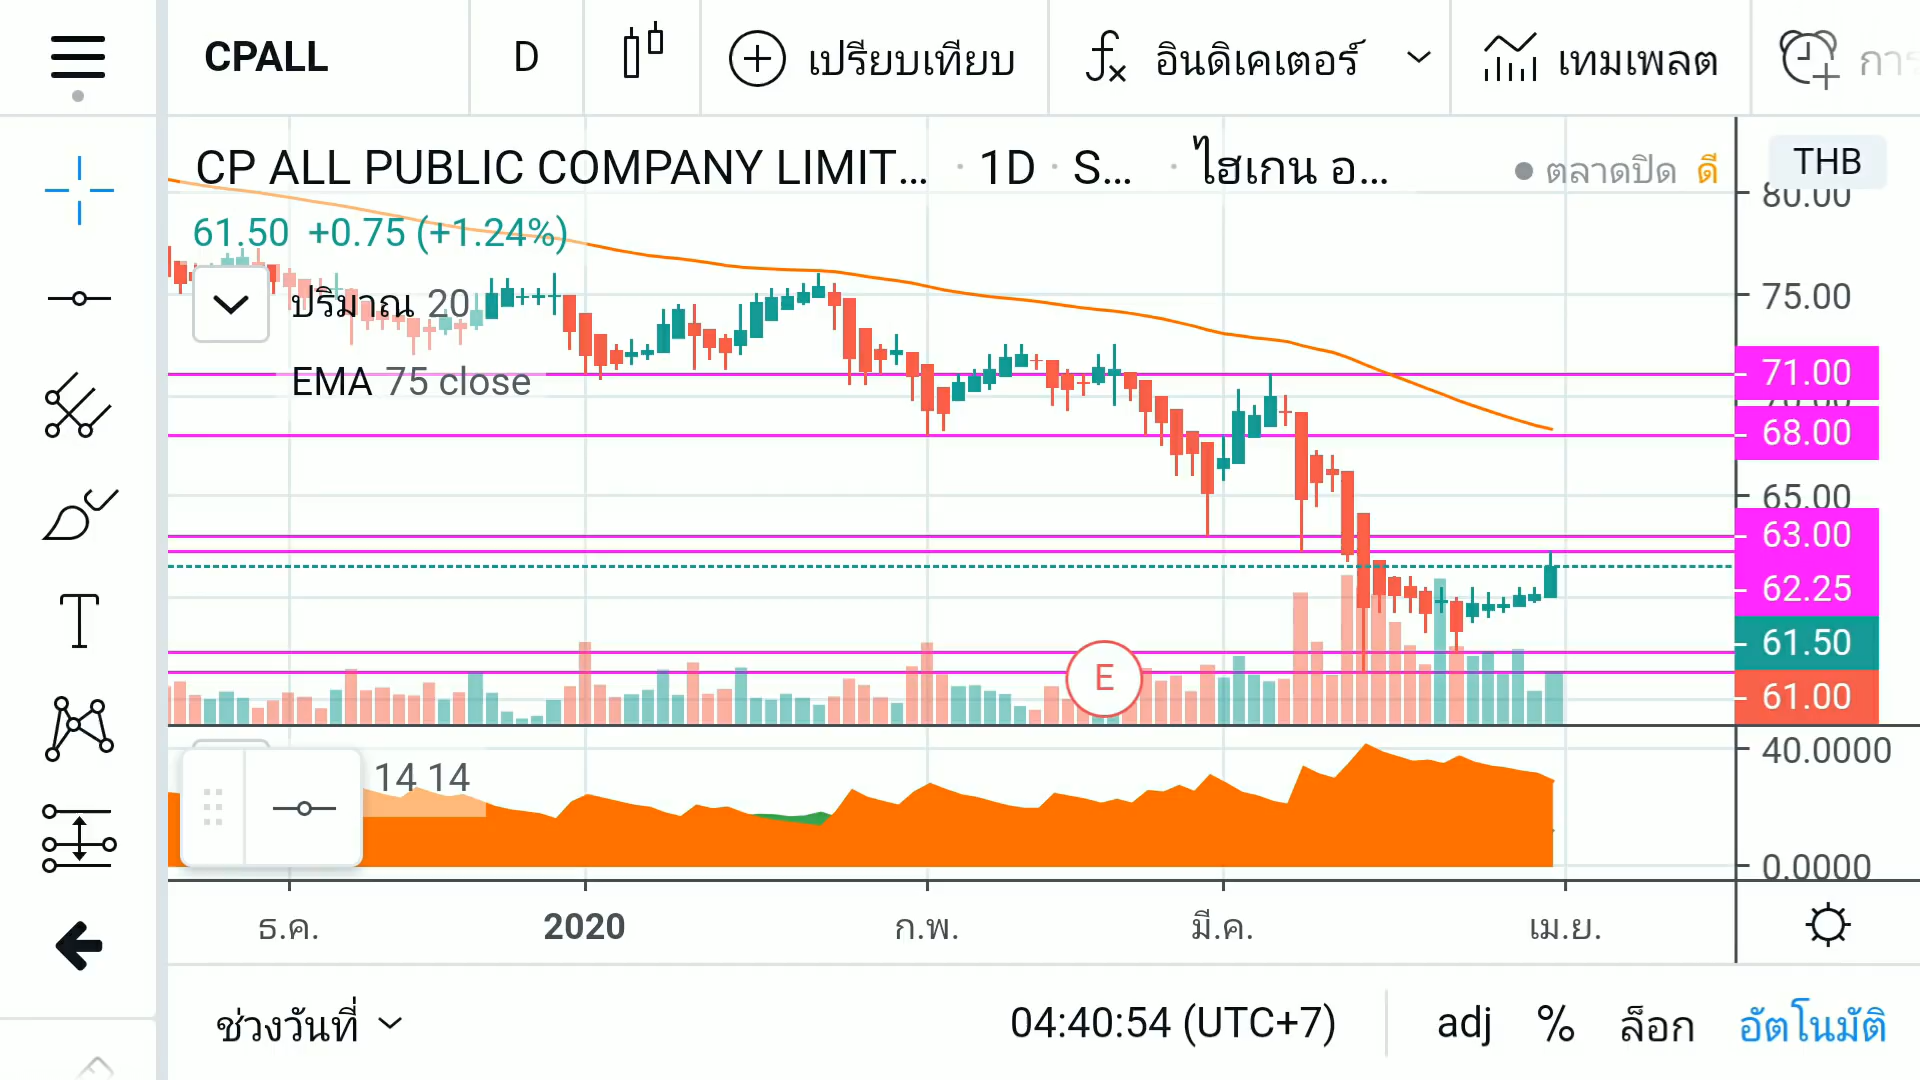 CPALL
D
เปรียบเทียบ
อินดิเคเตอร์
เทมเพลต
CP ALL PUBLIC COMPANY LIMIT... · 1D · S... · ไฮเกน อ...
ตลาดปิด ดี
THB
61.50 +0.75 (+1.24%)
ปริมาณ 20
EMA 75 close
80.00
75.00
71.00
68.00
65.00
63.00
62.25
61.50
61.00
E
14 14
40.0000
0.0000
ธ.ค. 2020 ก.พ. มี.ค. เม.ย.
ช่วงวันที่
04:40:54 (UTC+7)
adj
%
ล็อก
อัตโนมัติ